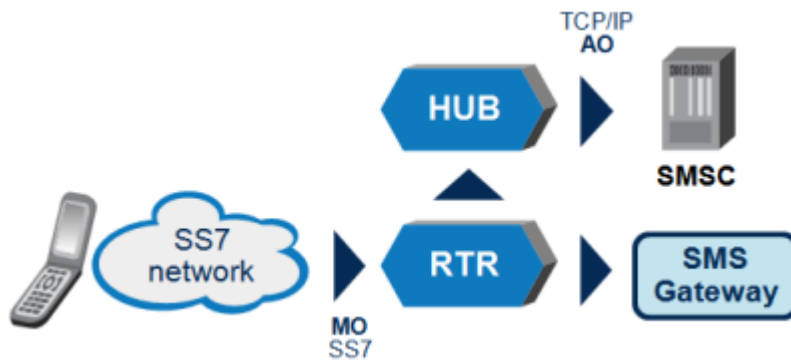 TCP/IP
AO
HUB
SMSC
SS7
network
RTR
SMS
Gateway
MO
SS7